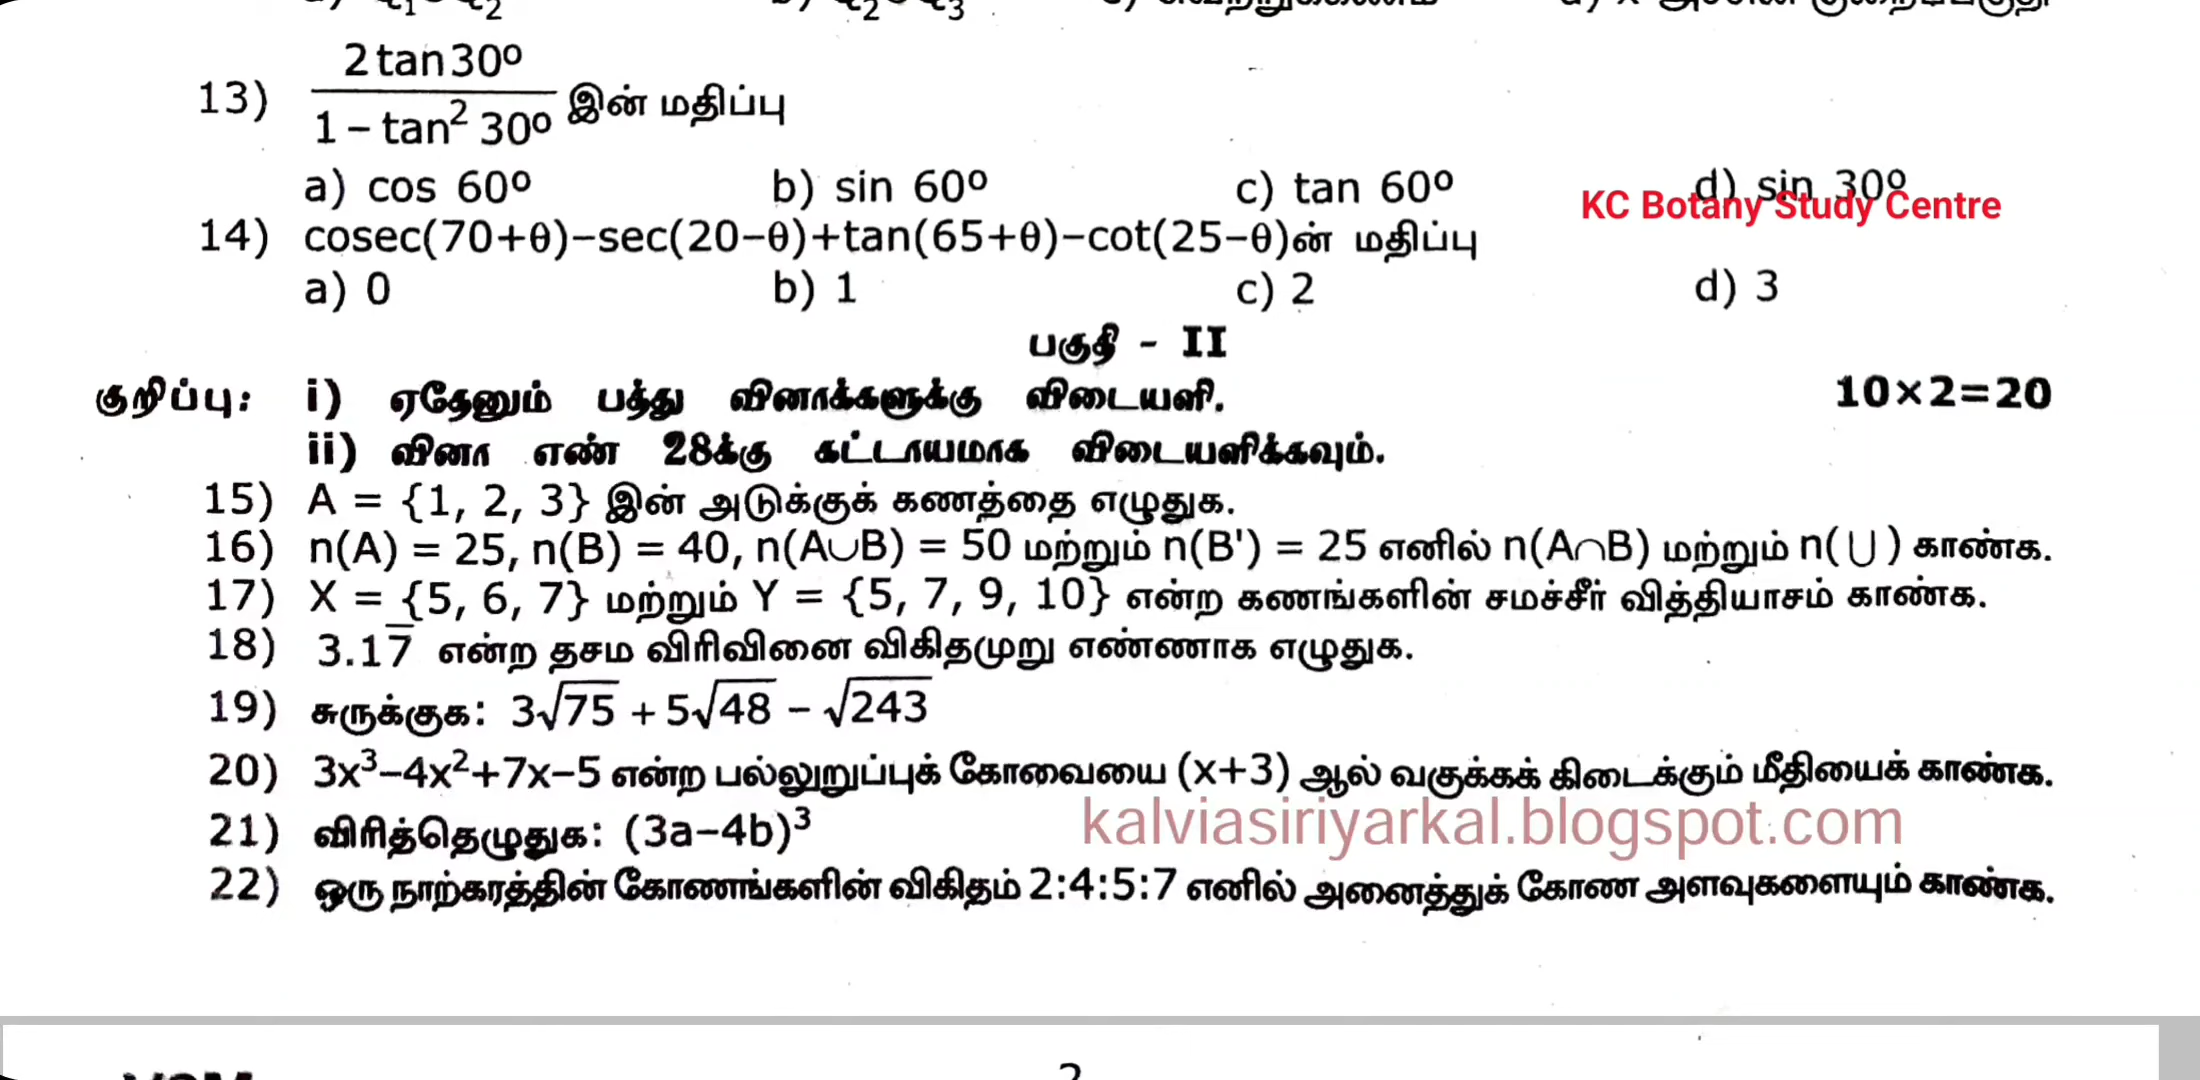 13) 2 tan 30º / 1 – tan² 30º இன் மதிப்பு
a) cos 60º b) sin 60º c) tan 60º d) sin 30º
KC Botany Study Centre
14) cosec(70+θ)–sec(20–θ)+tan(65+θ)–cot(25–θ)ன் மதிப்பு
a) 0 b) 1 c) 2 d) 3
பகுதி - II
குறிப்பு: i) ஏதேனும் பத்து வினாக்களுக்கு விடையளி. 10×2=20
ii) வினா எண் 28க்கு கட்டாயமாக விடையளிக்கவும்.
15) A = {1, 2, 3} இன் அடுக்குக் கணத்தை எழுதுக.
16) n(A) = 25, n(B) = 40, n(A∪B) = 50 மற்றும் n(B') = 25 எனில் n(A∩B) மற்றும் n(∪) காண்க.
17) X = {5, 6, 7} மற்றும் Y = {5, 7, 9, 10} என்ற கணங்களின் சமச்சீர் வித்தியாசம் காண்க.
18) 3.17̅ என்ற தசம விரிவினை விகிதமுறு எண்ணாக எழுதுக.
19) சுருக்குக: 3√75 + 5√48 – √243
20) 3x³–4x²+7x–5 என்ற பல்லுறுப்புக் கோவையை (x+3) ஆல் வகுக்கக் கிடைக்கும் மீதியைக் காண்க.
21) விரித்தெழுதுக: (3a–4b)³
kalviasiriyarkal.blogspot.com
22) ஒரு நாற்கரத்தின் கோணங்களின் விகிதம் 2:4:5:7 எனில் அனைத்துக் கோண அளவுகளையும் காண்க.